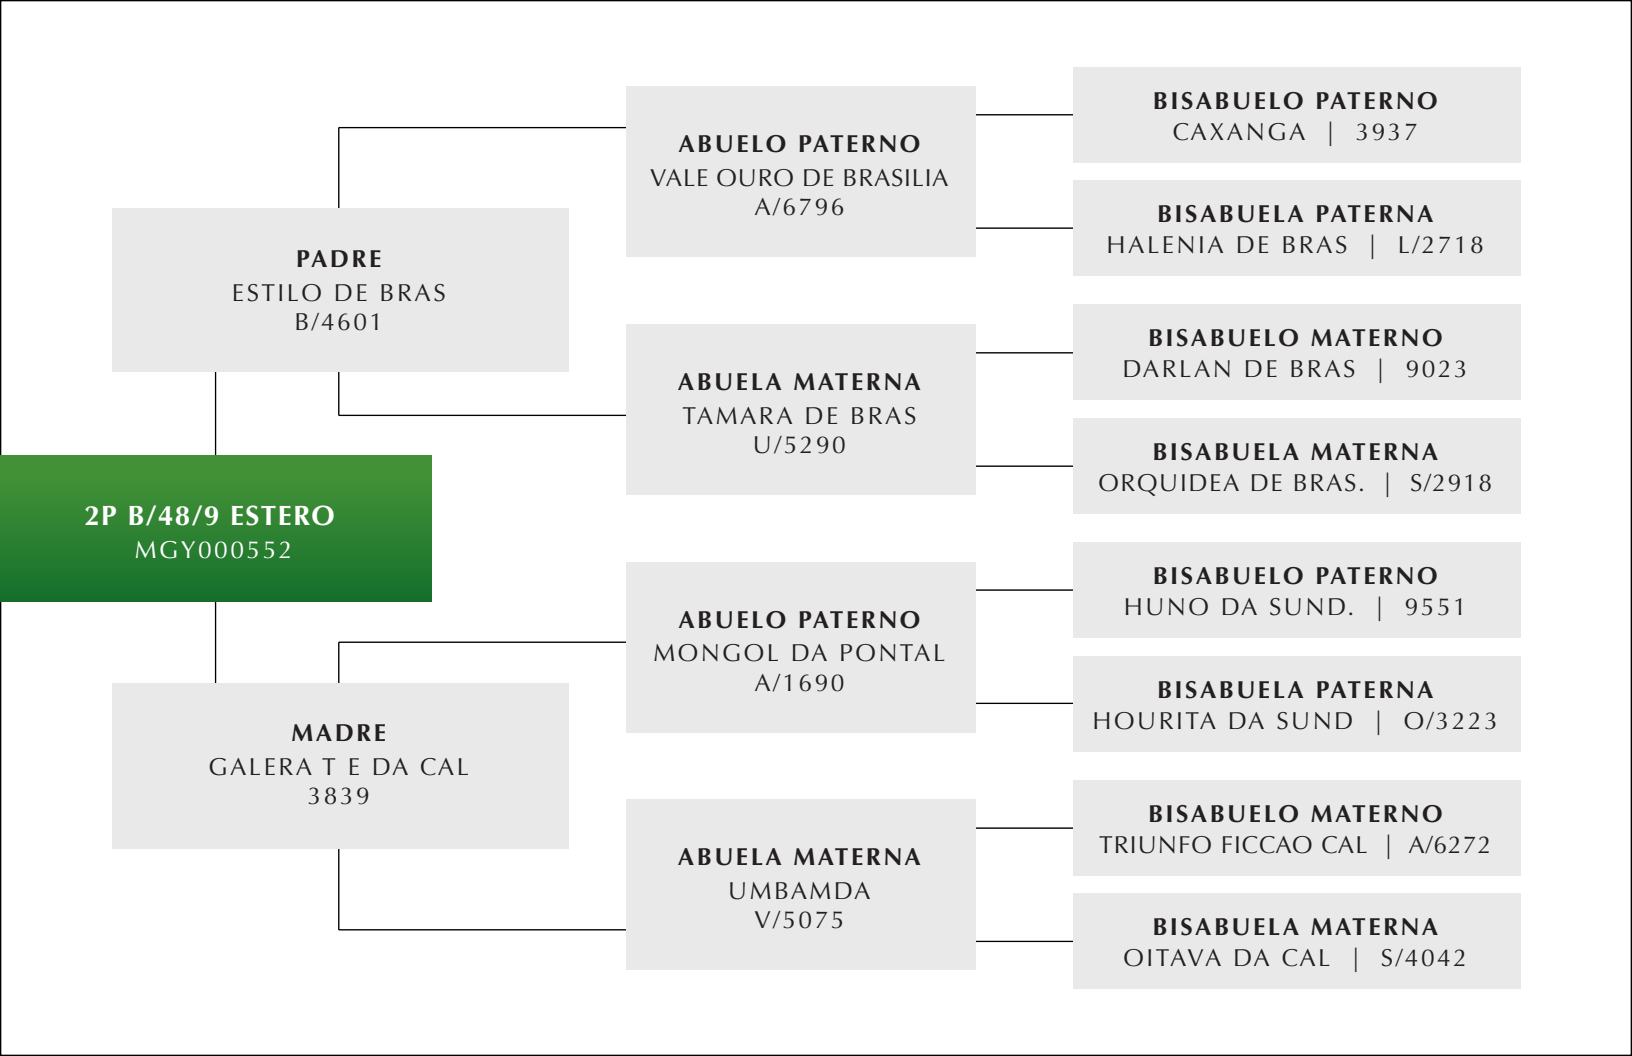 BISABUELO PATERNO
CAXANGA | 3937
ABUELO PATERNO
VALE OURO DE BRASILIA
A/6796
BISABUELA PATERNA
HALENIA DE BRAS | L/2718
PADRE
ESTILO DE BRAS
B/4601
BISABUELO MATERNO
DARLAN DE BRAS | 9023
ABUELA MATERNA
TAMARA DE BRAS
U/5290
BISABUELA MATERNA
ORQUIDEA DE BRAS. | S/2918
2P B/48/9 ESTERO
MGY000552
BISABUELO PATERNO
HUNO DA SUND. | 9551
ABUELO PATERNO
MONGOL DA PONTAL
A/1690
BISABUELA PATERNA
HOURITA DA SUND | O/3223
MADRE
GALERA T E DA CAL
3839
BISABUELO MATERNO
TRIUNFO FICCAO CAL | A/6272
ABUELA MATERNA
UMBAMDA
V/5075
BISABUELA MATERNA
OITAVA DA CAL | S/4042